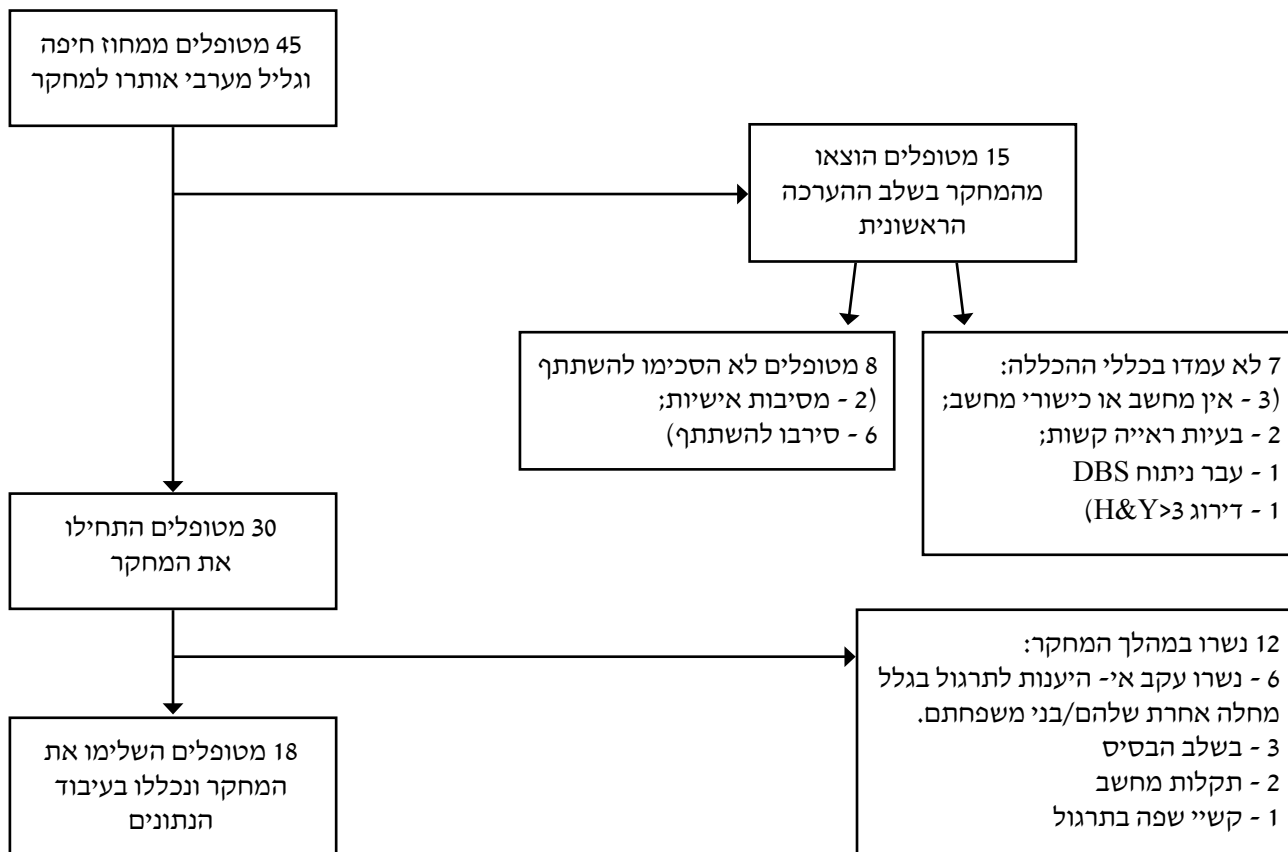 45 מטופלים ממחוז חיפה
וגליל מערבי אותרו למחקר
15 מטופלים הוצאו
מהמחקר בשלב ההערכה
הראשונית
8 מטופלים לא הסכימו להשתתף
(2 - מסיבות אישיות;
6 - סירבו להשתתף)
7 לא עמדו בכללי ההכללה:
(3 - אין מחשב או כישורי מחשב;
2 - בעיות ראייה קשות;
1 - עבר ניתוח DBS
1 - דירוג H&Y>3)
30 מטופלים התחילו
את המחקר
12 נשרו במהלך המחקר:
6 - נשרו עקב אי- היענות לתרגול בגלל
מחלה אחרת שלהם/בני משפחתם.
3 - בשלב הבסיס
2 - תקלות מחשב
1 - קשיי שפה בתרגול
18 מטופלים השלימו את
המחקר ונכללו בעיבוד
הנתונים